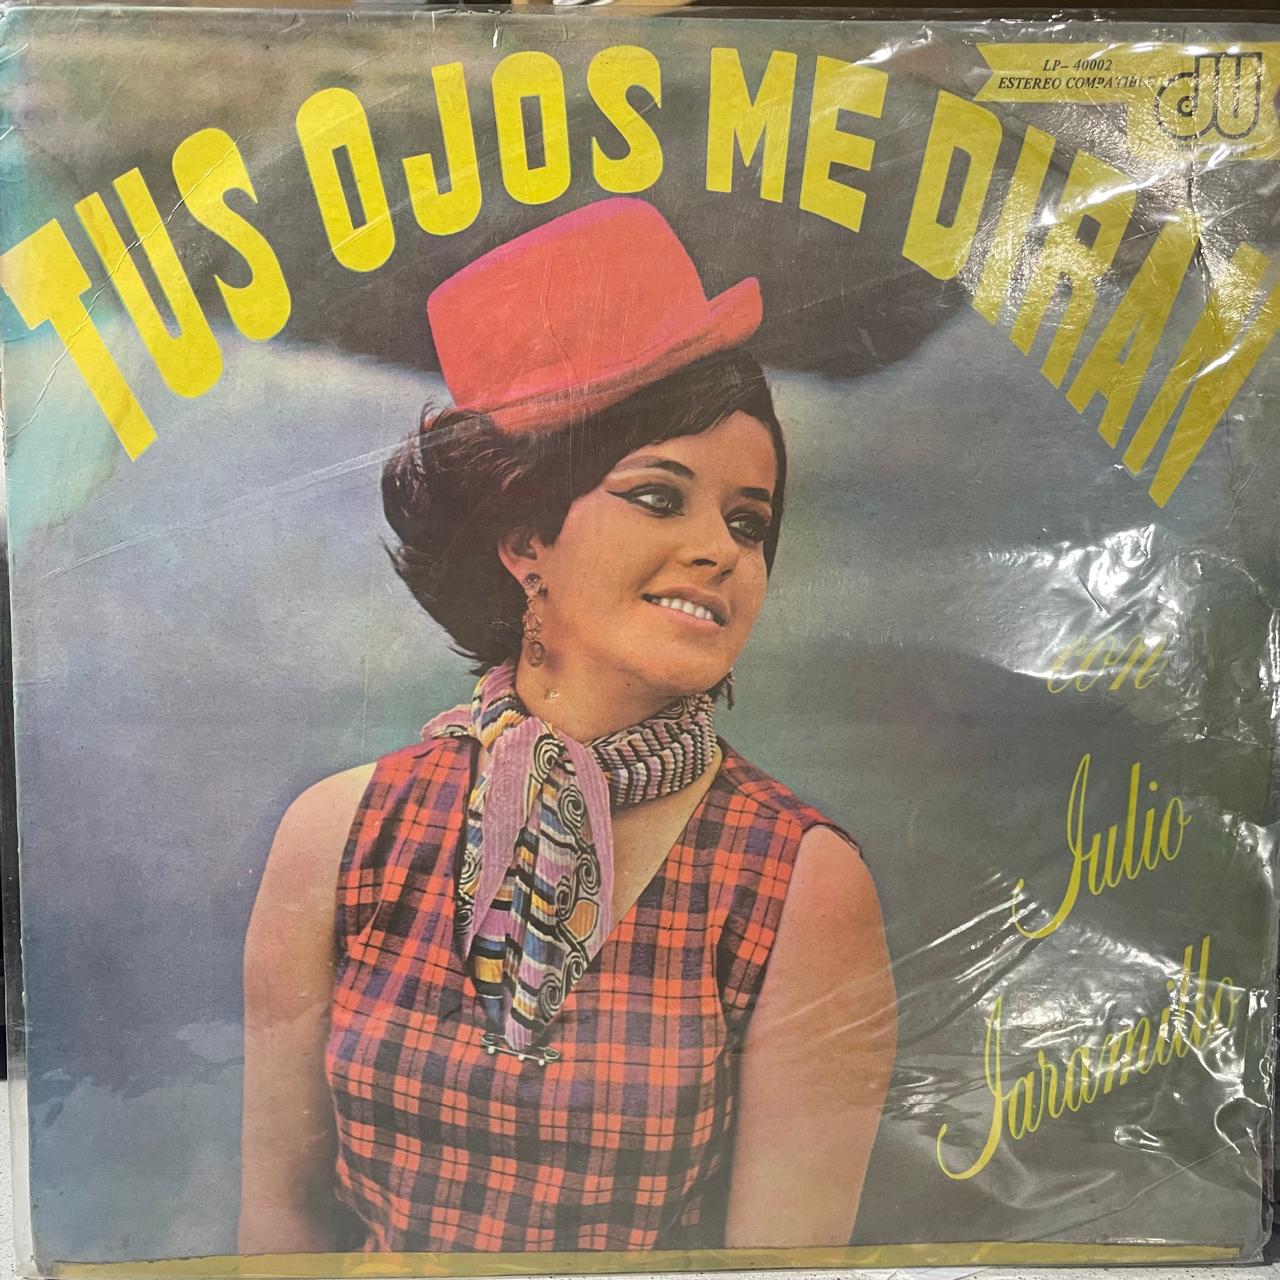 TUS OJOS ME DIRAN
LP- 40002
ESTEREO COMPATIBLE
con
Julio
Jaramillo